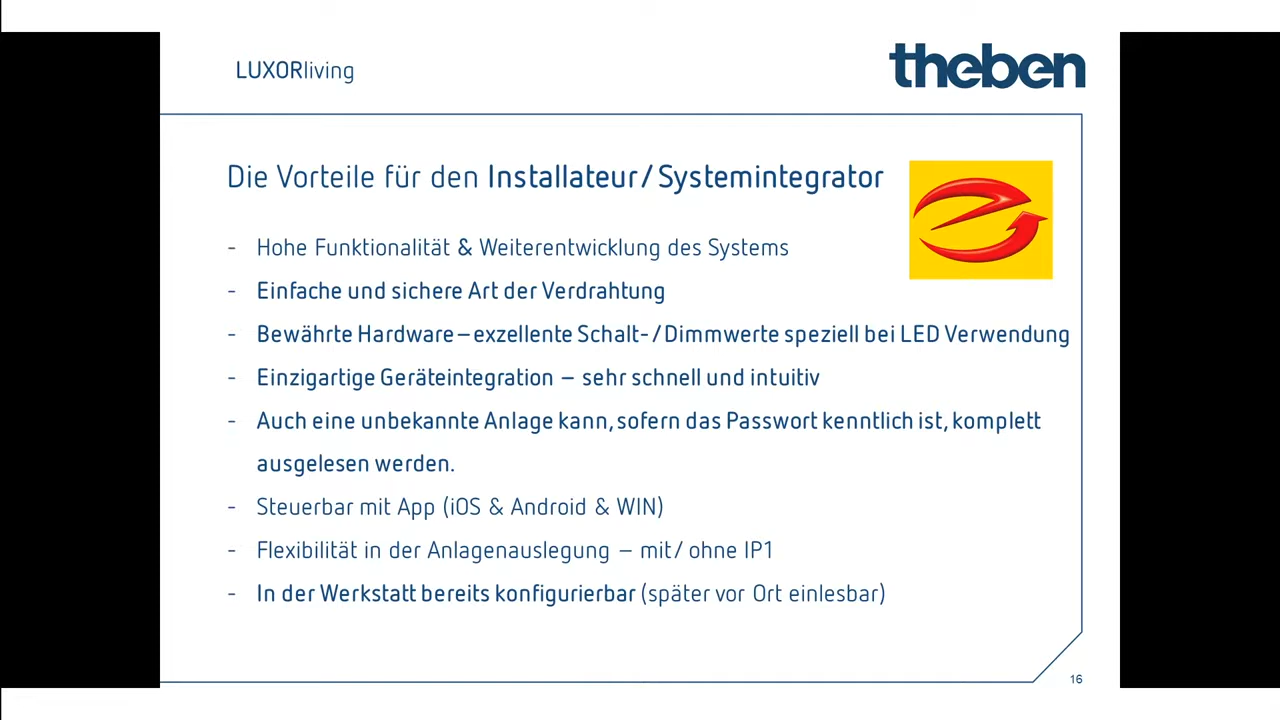 LUXORliving
theben
Die Vorteile für den Installateur/Systemintegrator
- Hohe Funktionalität & Weiterentwicklung des Systems
- Einfache und sichere Art der Verdrahtung
- Bewährte Hardware – exzellente Schalt-/Dimmwerte speziell bei LED Verwendung
- Einzigartige Geräteintegration – sehr schnell und intuitiv
- Auch eine unbekannte Anlage kann, sofern das Passwort kenntlich ist, komplett
ausgelesen werden.
- Steuerbar mit App (iOS & Android & WIN)
- Flexibilität in der Anlagenauslegung – mit/ ohne IP1
- In der Werkstatt bereits konfigurierbar (später vor Ort einlesbar)
16